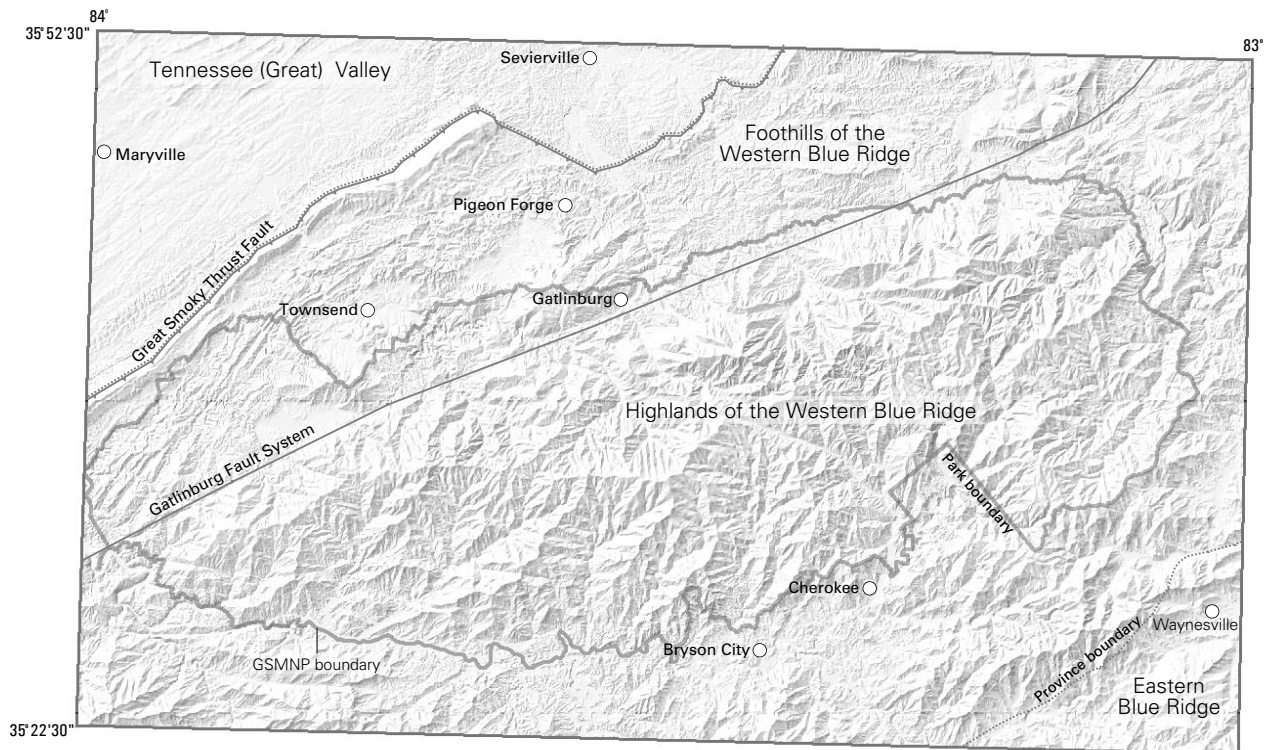 84°
83°
35°52'30"
Sevierville
Tennessee (Great) Valley
Foothills of the
Western Blue Ridge
Maryville
Pigeon Forge
Great Smoky Thrust Fault
Townsend
Gatlinburg
Highlands of the Western Blue Ridge
Gatlinburg Fault System
Park boundary
Cherokee
Waynesville
Province boundary
Bryson City
GSMNP boundary
Eastern
Blue Ridge
35°22'30"